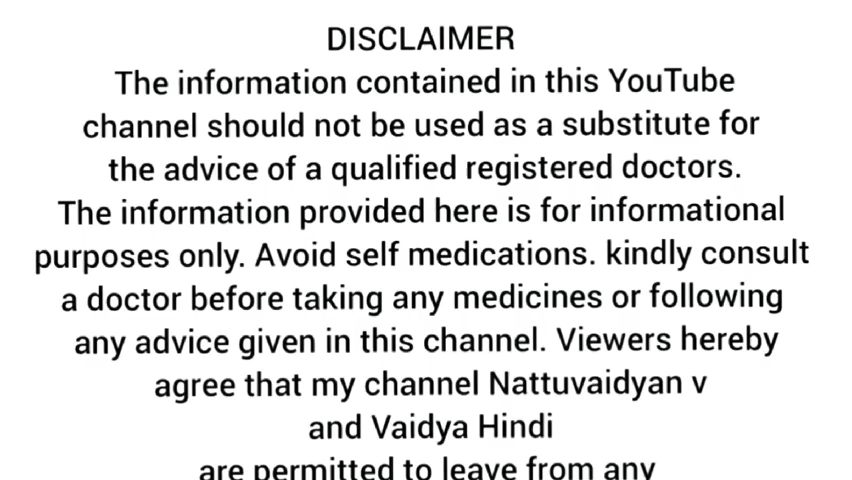 DISCLAIMER
The information contained in this YouTube
channel should not be used as a substitute for
the advice of a qualified registered doctors.
The information provided here is for informational
purposes only. Avoid self medications. kindly consult
a doctor before taking any medicines or following
any advice given in this channel. Viewers hereby
agree that my channel Nattuvaidyan v
and Vaidya Hindi
are permitted to leave from any